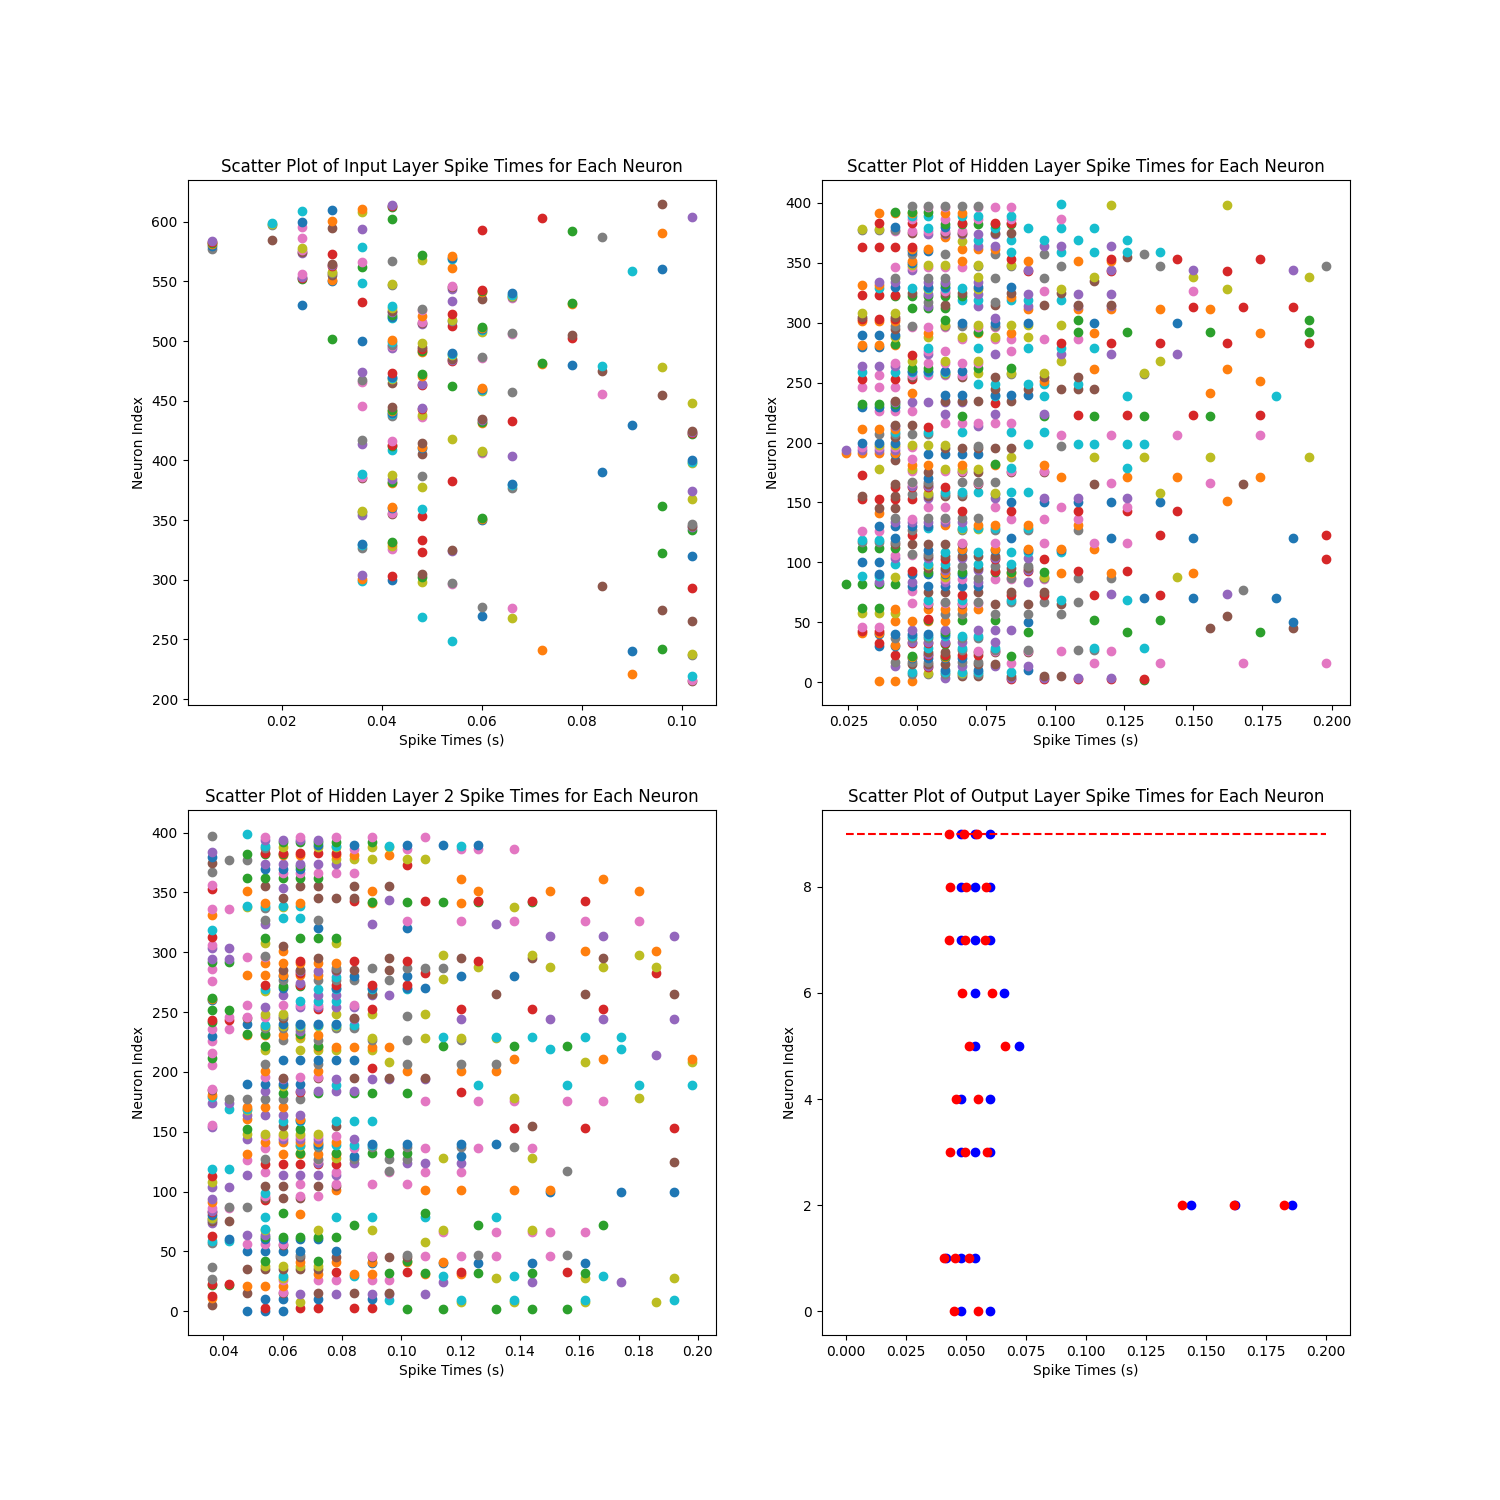 Scatter Plot of Input Layer Spike Times for Each Neuron
600
550
500
450
400
350
300
250
200
Neuron Index
0.02 0.04 0.06 0.08 0.10
Spike Times (s)
Scatter Plot of Hidden Layer Spike Times for Each Neuron
400
350
300
250
200
150
100
50
0
Neuron Index
0.025 0.050 0.075 0.100 0.125 0.150 0.175 0.200
Spike Times (s)
Scatter Plot of Hidden Layer 2 Spike Times for Each Neuron
400
350
300
250
200
150
100
50
0
Neuron Index
0.04 0.06 0.08 0.10 0.12 0.14 0.16 0.18 0.20
Spike Times (s)
Scatter Plot of Output Layer Spike Times for Each Neuron
8
6
4
2
0
Neuron Index
0.000 0.025 0.050 0.075 0.100 0.125 0.150 0.175 0.200
Spike Times (s)